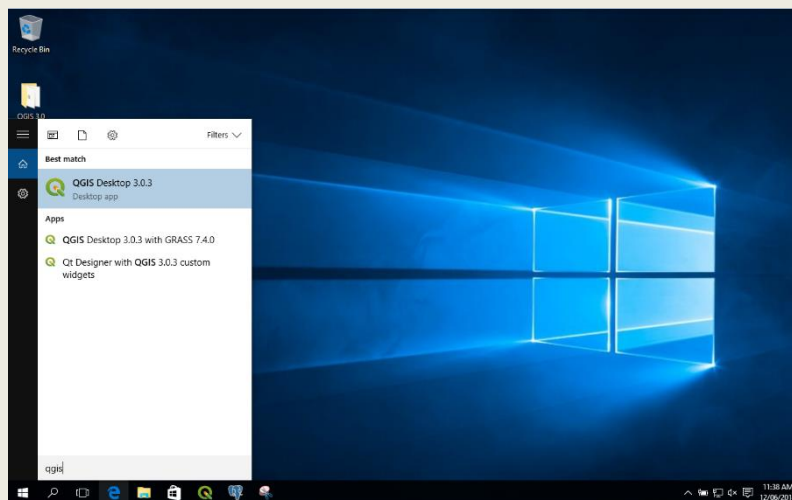 Recycle Bin
QGIS 3.0
Filters
Best match
QGIS Desktop 3.0.3
Desktop app
Apps
QGIS Desktop 3.0.3 with GRASS 7.4.0
Qt Designer with QGIS 3.0.3 custom
widgets
qgis
11:38 AM